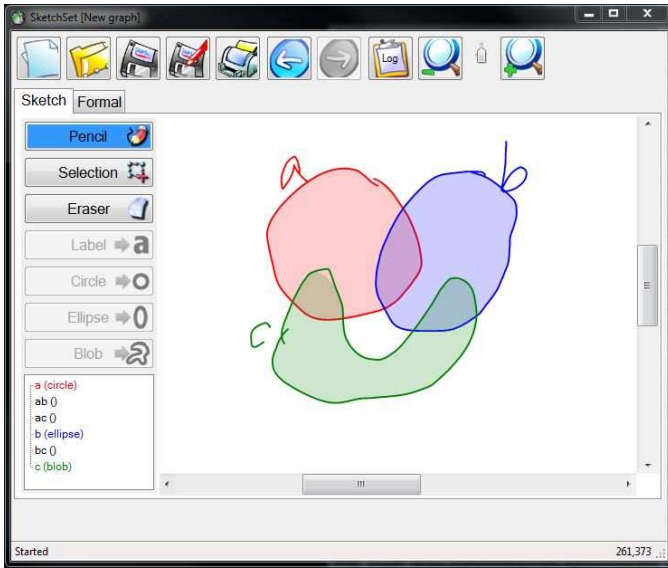 SketchSet [New graph]
Log
Sketch Formal
Pencil
Selection
Eraser
Label a
Circle
Ellipse
Blob
a (circle)
ab ()
ac ()
b (ellipse)
bc ()
c (blob)
a
b
c
Started 261,373